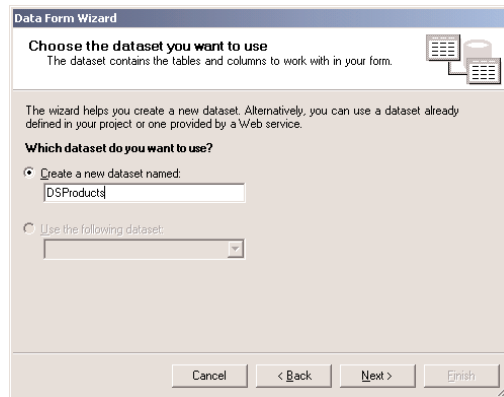 Data Form Wizard
Choose the dataset you want to use
The dataset contains the tables and columns to work with in your form.
The wizard helps you create a new dataset. Alternatively, you can use a dataset already
defined in your project or one provided by a Web service.
Which dataset do you want to use?
Create a new dataset named:
DSProducts
Use the following dataset:
Cancel
< Back
Next >
Finish